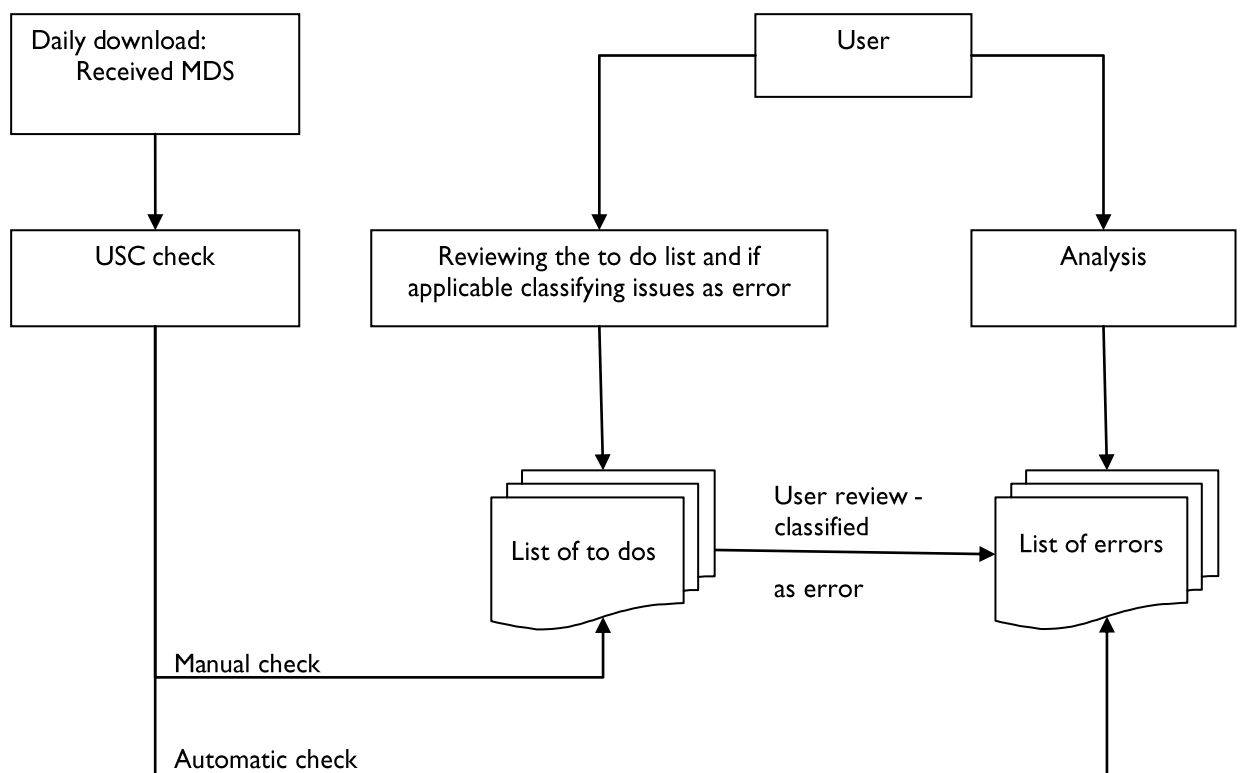 Daily download:
Received MDS
User
USC check
Reviewing the to do list and if
applicable classifying issues as error
Analysis
User review -
classified
as error
List of to dos
List of errors
Manual check
Automatic check